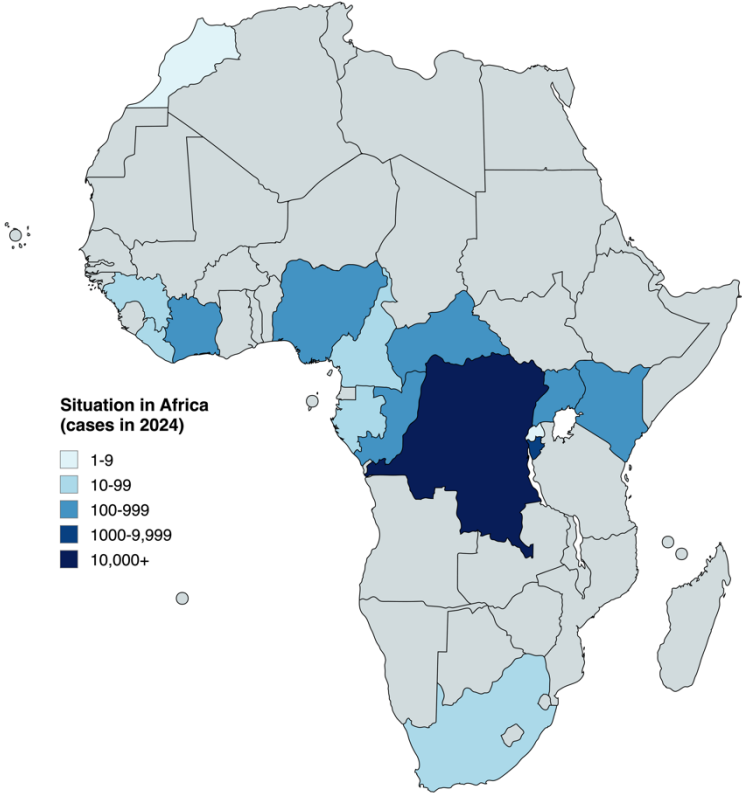 Situation in Africa
(cases in 2024)
1-9
10-99
100-999
1000-9,999
10,000+